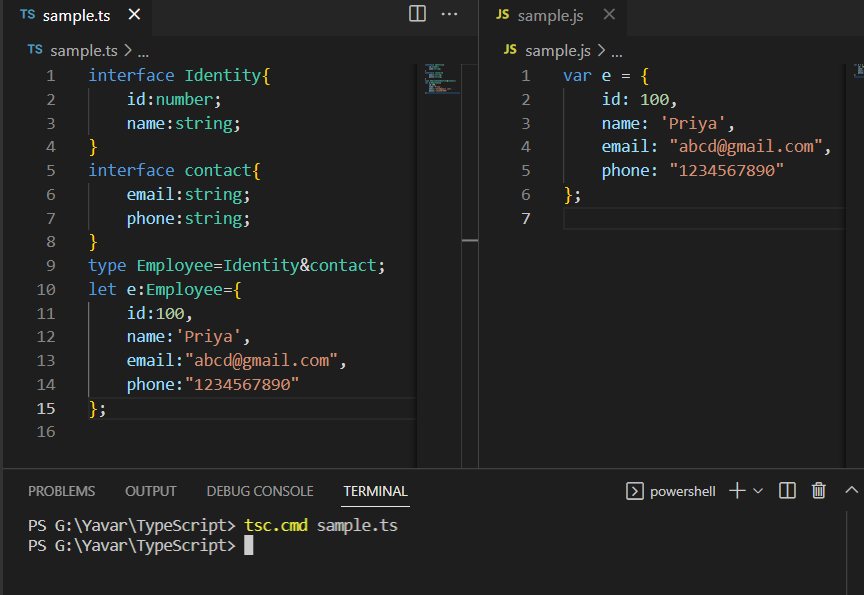 TS sample.ts
TS sample.ts > ...
1 interface Identity{
2 id:number;
3 name:string;
4 }
5 interface contact{
6 email:string;
7 phone:string;
8 }
9 type Employee=Identity&contact;
10 let e:Employee={
11 id:100,
12 name:'Priya',
13 email:"abcd@gmail.com",
14 phone:"1234567890"
15 };
16
JS sample.js
JS sample.js > ...
1 var e = {
2 id: 100,
3 name: 'Priya',
4 email: "abcd@gmail.com",
5 phone: "1234567890"
6 };
7
PROBLEMS OUTPUT DEBUG CONSOLE TERMINAL powershell
PS G:\Yavar\TypeScript> tsc.cmd sample.ts
PS G:\Yavar\TypeScript>